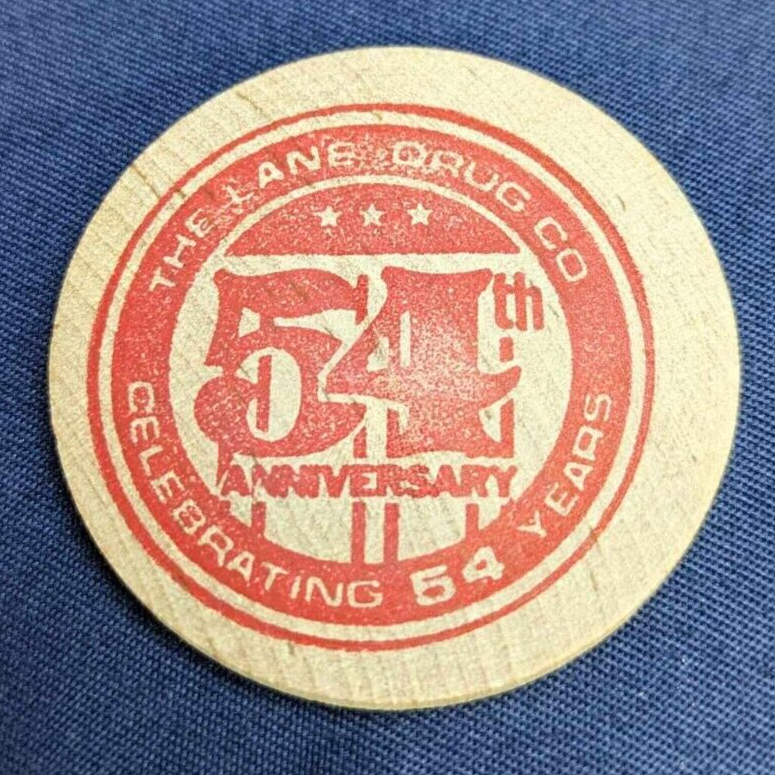 THE LANE DRUG CO
54th
ANNIVERSARY
CELEBRATING 54 YEARS